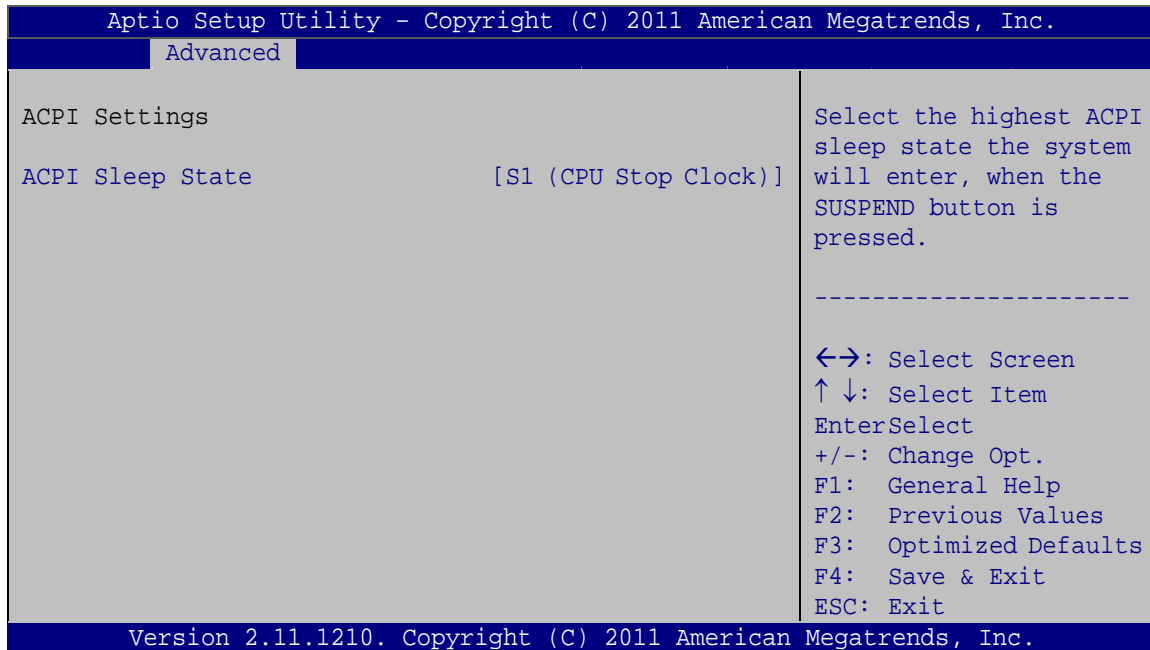 Aptio Setup Utility – Copyright (C) 2011 American Megatrends, Inc.
Advanced
ACPI Settings
ACPI Sleep State [S1 (CPU Stop Clock)]
Select the highest ACPI
sleep state the system
will enter, when the
SUSPEND button is
pressed.
----------------------
←→: Select Screen
↑ ↓: Select Item
EnterSelect
+/-: Change Opt.
F1: General Help
F2: Previous Values
F3: Optimized Defaults
F4: Save & Exit
ESC: Exit
Version 2.11.1210. Copyright (C) 2011 American Megatrends, Inc.